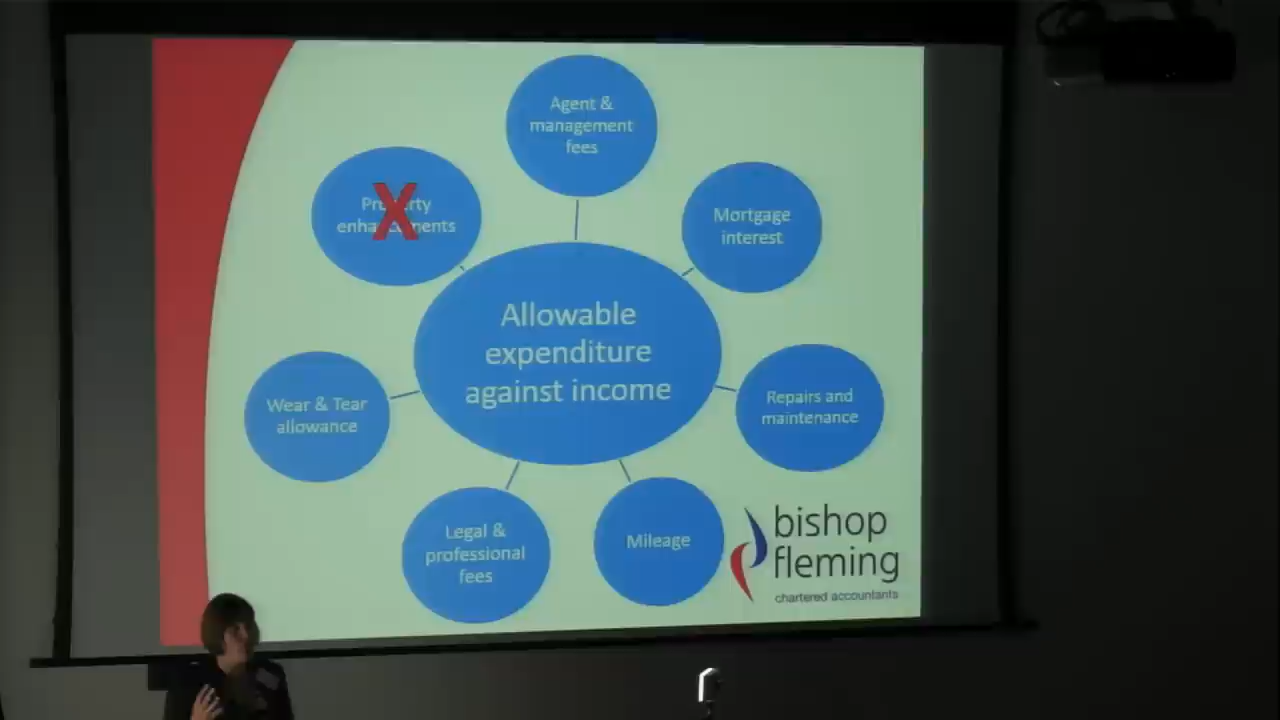 Allowable
expenditure
against income
Agent &
management
fees
Mortgage
interest
Repairs and
maintenance
Mileage
Legal &
professional
fees
Wear & Tear
allowance
Property
enhancements
X
bishop
fleming
chartered accountants